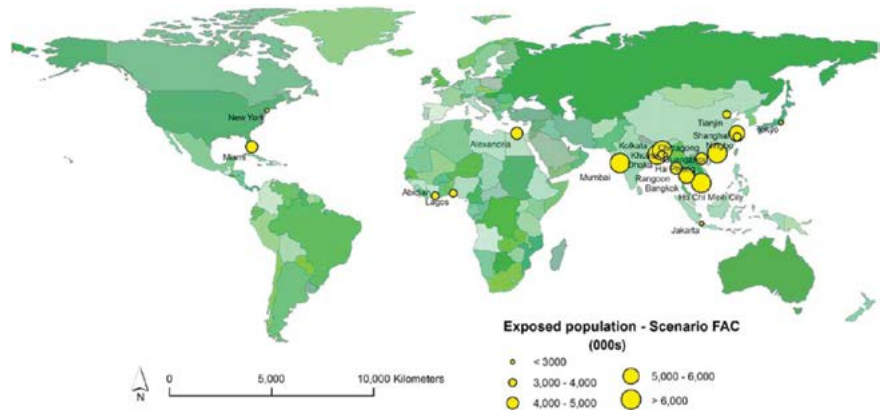 New York
Miami
Alexandria
Abidjan
Lagos
Mumbai
Kolkata
Chittagong
Khulna
Dhaka
Guangzhou
Hai Phong
Rangoon
Bangkok
Ho Chi Minh City
Tianjin
Shanghai
Ningbo
Tokyo
Jakarta
Exposed population - Scenario FAC
(000s)
< 3000
3,000 - 4,000
4,000 - 5,000
5,000 - 6,000
> 6,000
N
0 5,000 10,000 Kilometers